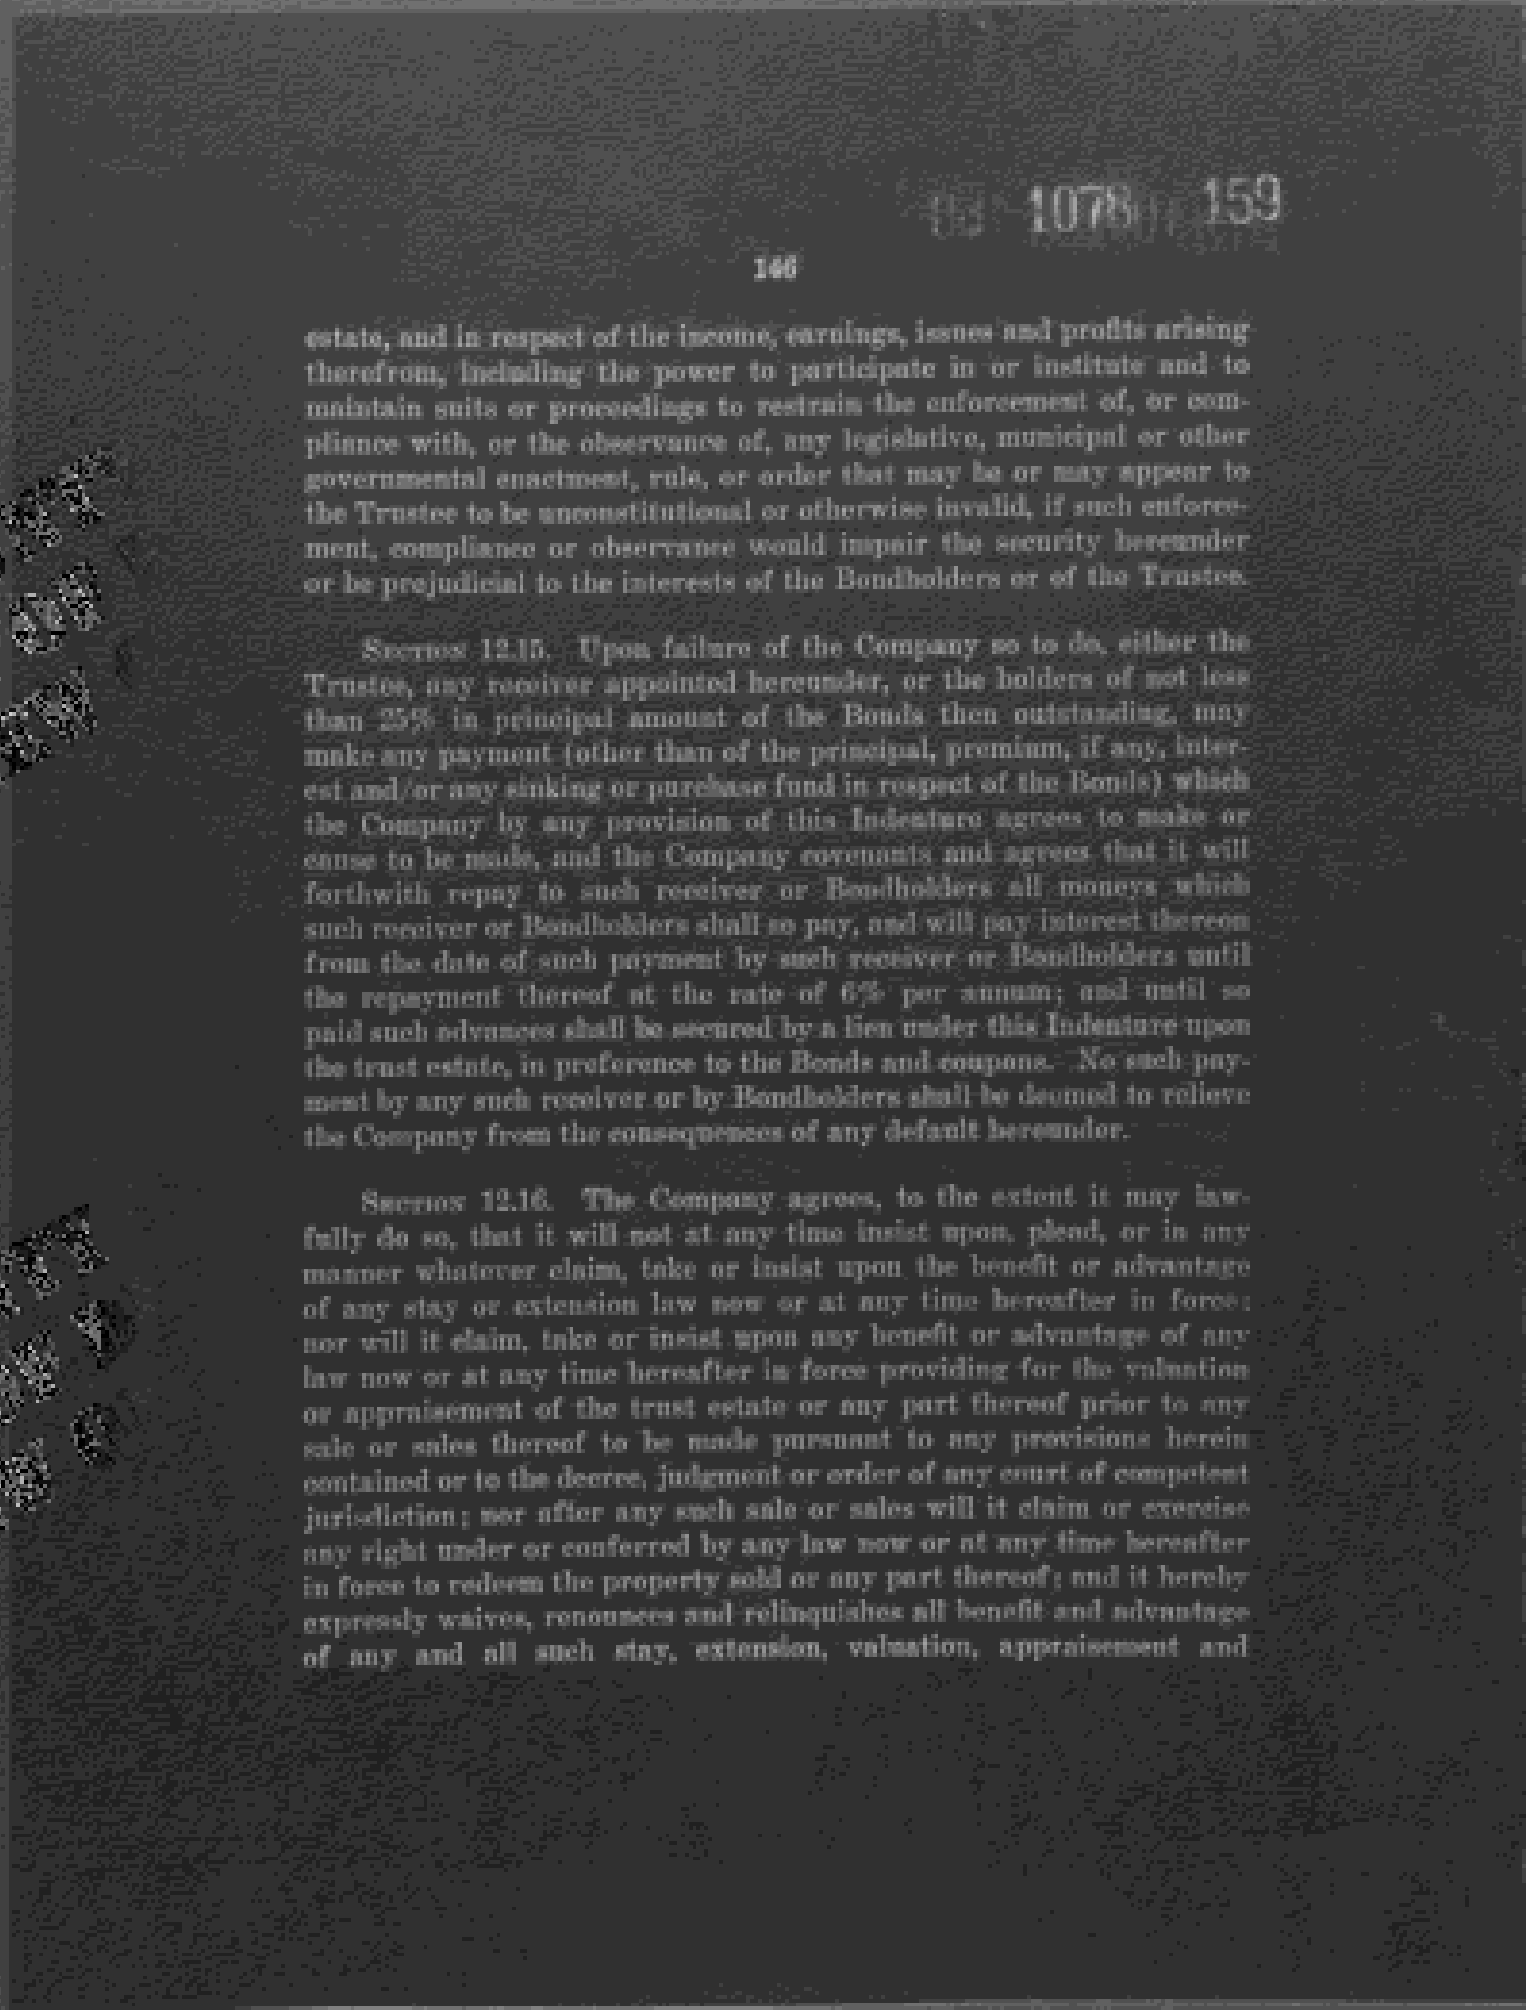 1078 159
146
estate, and in respect of the income, earnings, issues and profits arising
therefrom, including the power to participate in or institute and to
maintain suits or proceedings to restrain the enforcement of, or com-
pliance with, or the observance of, any legislative, municipal or other
governmental enactment, rule, or order that may be or may appear to
the Trustee to be unconstitutional or otherwise invalid, if such enforce-
ment, compliance or observance would impair the security hereunder
or be prejudicial to the interests of the Bondholders or of the Trustee.
Section 12.15. Upon failure of the Company so to do, either the
Trustee, any receiver appointed hereunder, or the holders of not less
than 25% in principal amount of the Bonds then outstanding, may
make any payment (other than of the principal, premium, if any, inter-
est and/or any sinking or purchase fund in respect of the Bonds) which
the Company by any provision of this Indenture agrees to make or
cause to be made, and the Company covenants and agrees that it will
forthwith repay to such receiver or Bondholders all moneys which
such receiver or Bondholders shall so pay, and will pay interest thereon
from the date of such payment by such receiver or Bondholders until
the repayment thereof at the rate of 6% per annum; and until so
paid such advances shall be secured by a lien under this Indenture upon
the trust estate, in preference to the Bonds and coupons. No such pay-
ment by any such receiver or by Bondholders shall be deemed to relieve
the Company from the consequences of any default hereunder.
Section 12.16. The Company agrees, to the extent it may law-
fully do so, that it will not at any time insist upon, plead, or in any
manner whatever claim, take or insist upon the benefit or advantage
of any stay or extension law now or at any time hereafter in force;
nor will it claim, take or insist upon any benefit or advantage of any
law now or at any time hereafter in force providing for the valuation
or appraisement of the trust estate or any part thereof prior to any
sale or sales thereof to be made pursuant to any provisions herein
contained or to the decree, judgment or order of any court of competent
jurisdiction; nor after any such sale or sales will it claim or exercise
any right under or conferred by any law now or at any time hereafter
in force to redeem the property sold or any part thereof; and it hereby
expressly waives, renounces and relinquishes all benefit and advantage
of any and all such stay, extension, valuation, appraisement and